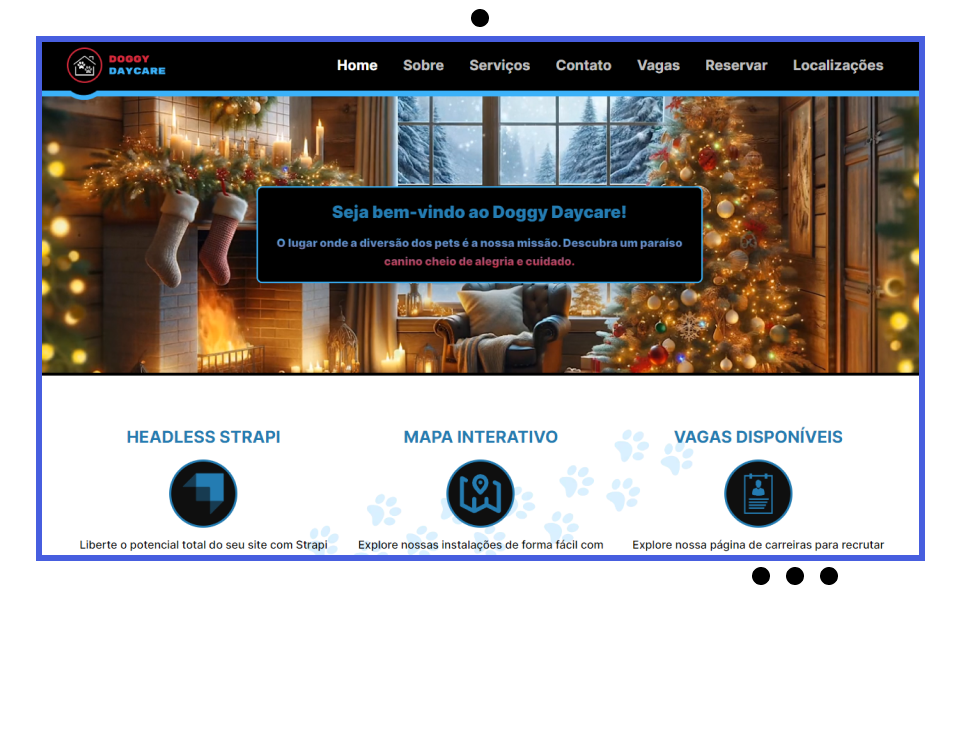 DOGGY
DAYCARE
Home Sobre Serviços Contato Vagas Reservar Localizações
Seja bem-vindo ao Doggy Daycare!
O lugar onde a diversão dos pets é a nossa missão. Descubra um paraíso
canino cheio de alegria e cuidado.
HEADLESS STRAPI MAPA INTERATIVO VAGAS DISPONÍVEIS
Liberte o potencial total do seu site com Strapi Explore nossas instalações de forma fácil com Explore nossa página de carreiras para recrutar